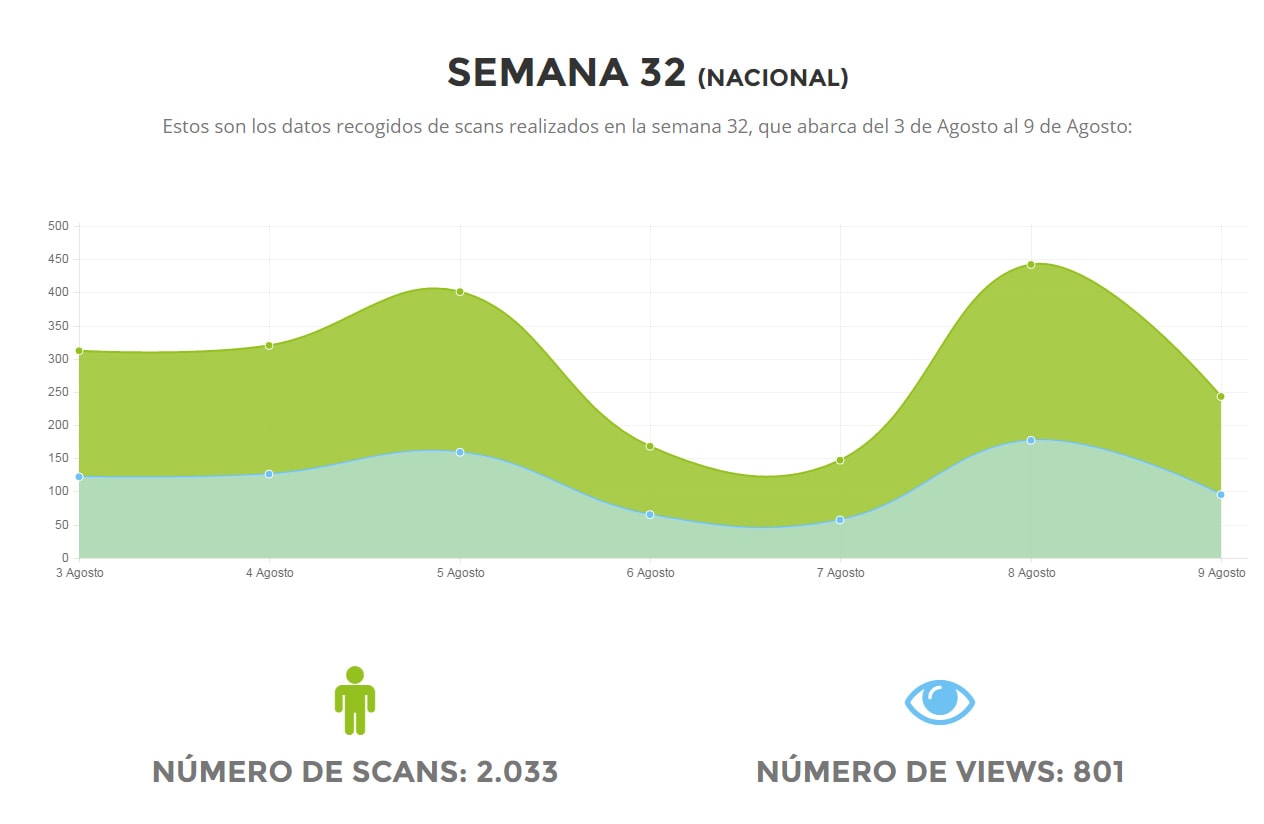 SEMANA 32 (NACIONAL)
Estos son los datos recogidos de scans realizados en la semana 32, que abarca del 3 de Agosto al 9 de Agosto:
500
450
400
350
300
250
200
150
100
50
0
3 Agosto 4 Agosto 5 Agosto 6 Agosto 7 Agosto 8 Agosto 9 Agosto
NÚMERO DE SCANS: 2.033 NÚMERO DE VIEWS: 801